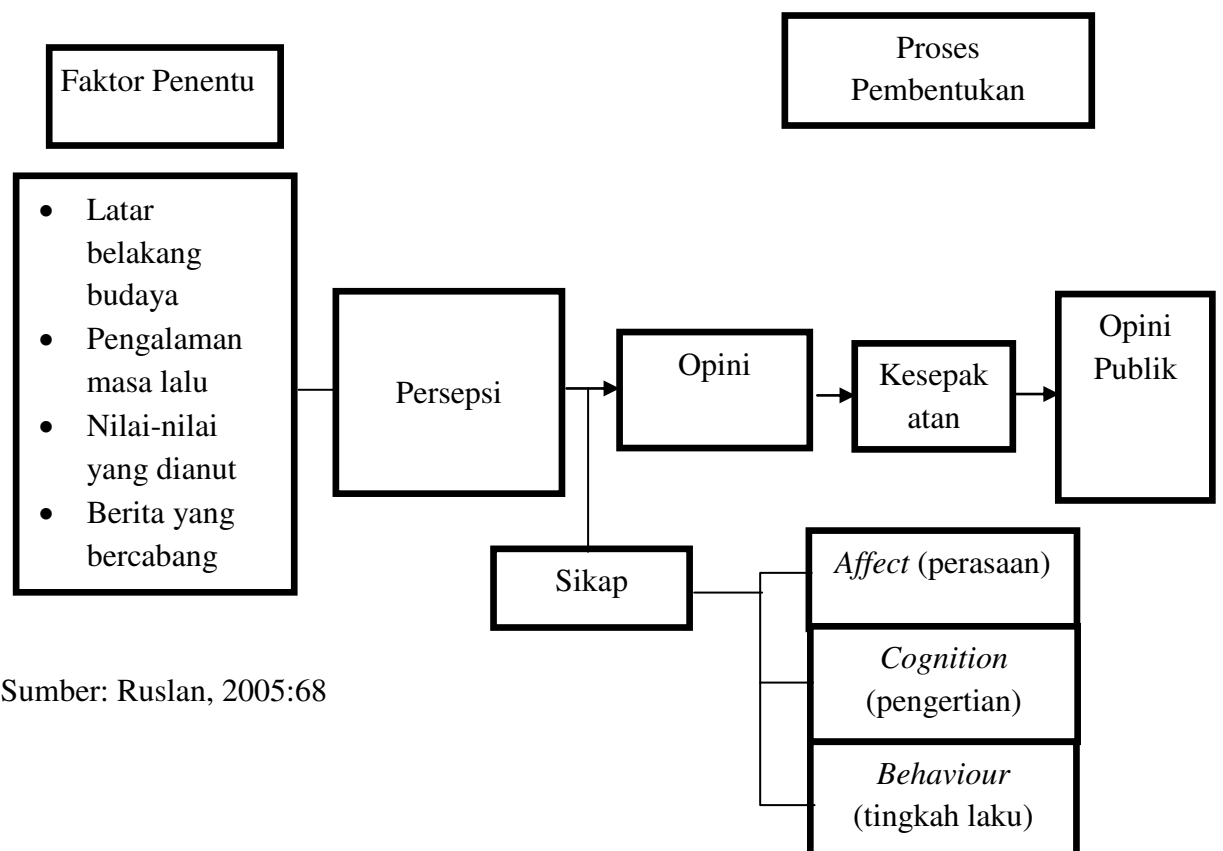 Faktor Penentu
Proses
Pembentukan
• Latar
belakang
budaya
• Pengalaman
masa lalu
• Nilai-nilai
yang dianut
• Berita yang
bercabang
Persepsi
Opini
Kesepak
atan
Opini
Publik
Sikap
Affect (perasaan)
Cognition
(pengertian)
Behaviour
(tingkah laku)
Sumber: Ruslan, 2005:68